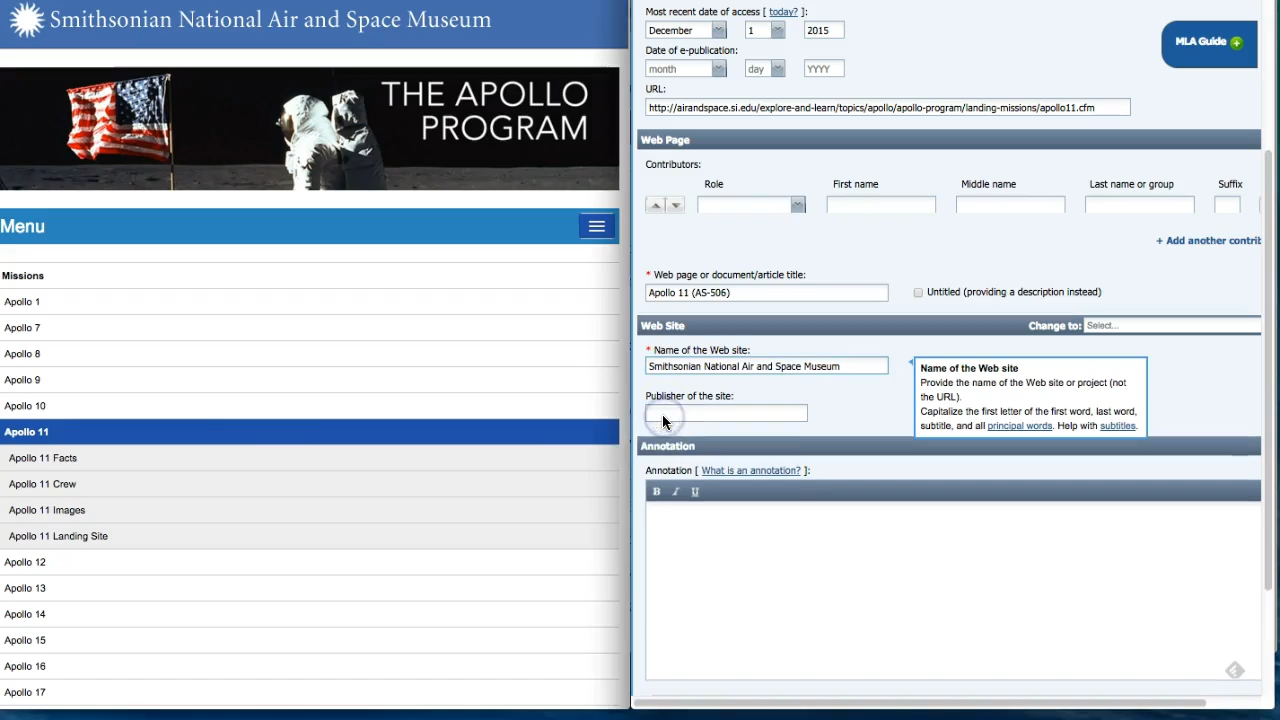 Smithsonian National Air and Space Museum
THE APOLLO
PROGRAM
Menu
Missions
Apollo 1
Apollo 7
Apollo 8
Apollo 9
Apollo 10
Apollo 11
Apollo 11 Facts
Apollo 11 Crew
Apollo 11 Images
Apollo 11 Landing Site
Apollo 12
Apollo 13
Apollo 14
Apollo 15
Apollo 16
Apollo 17
Most recent date of access [ today? ]:
December 1 2015
Date of e-publication:
month day YYYY
URL:
http://airandspace.si.edu/explore-and-learn/topics/apollo/apollo-program/landing-missions/apollo11.cfm
MLA Guide
Web Page
Contributors:
Role First name Middle name Last name or group Suffix
+ Add another contrib
* Web page or document/article title:
Apollo 11 (AS-506) Untitled (providing a description instead)
Web Site Change to: Select...
* Name of the Web site:
Smithsonian National Air and Space Museum
Publisher of the site:
Name of the Web site
Provide the name of the Web site or project (not
the URL).
Capitalize the first letter of the first word, last word,
subtitle, and all principal words. Help with subtitles.
Annotation
Annotation [ What is an annotation? ]:
B I U